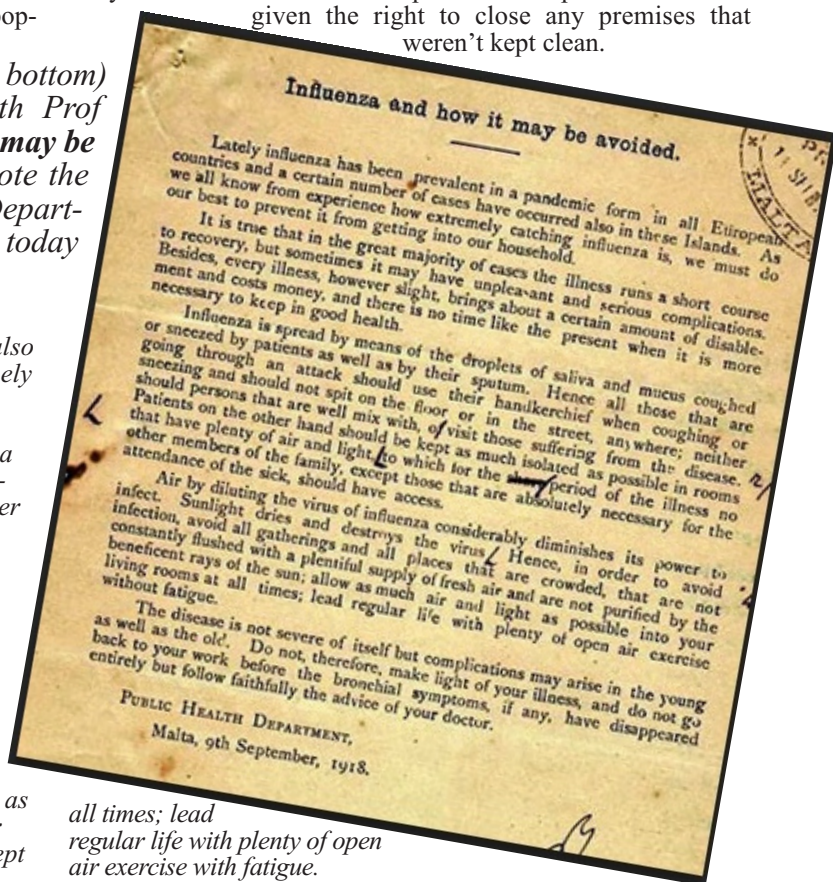 given the right to close any premises that
weren't kept clean.
bottom)
th Prof
may be
ote the
Depart-
today
also
ely
a
-
er
as
ept
Influenza and how it may be avoided.
Lately influenza has been prevalent in a pandemic form in all European
countries and a certain number of cases have occurred also in these Islands. As
we all know from experience how extremely catching influenza is, we must do
our best to prevent it from getting into our household.
It is true that in the great majority of cases the illness runs a short course
to recovery, but sometimes it may have unpleasant and serious complications.
Besides, every illness, however slight, brings about a certain amount of disable-
ment and costs money, and there is no time like the present when it is more
necessary to keep in good health.
Influenza is spread by means of the droplets of saliva and mucus coughed
or sneezed by patients as well as by their sputum. Hence all those that are
going through an attack should use their handkerchief when coughing or
sneezing and should not spit on the floor or in the street, anywhere; neither
should persons that are well mix with, of visit those suffering from the disease.
Patients on the other hand should be kept as much isolated as possible in rooms
that have plenty of air and light, to which for the period of the illness no
other members of the family, except those that are absolutely necessary for the
attendance of the sick, should have access.
Air by diluting the virus of influenza considerably diminishes its power to
infect. Sunlight dries and destroys the virus. Hence, in order to avoid
infection, avoid all gatherings and all places that are crowded, that are not
constantly flushed with a plentiful supply of fresh air and are not purified by the
beneficent rays of the sun; allow as much air and light as possible into your
living rooms at all times; lead regular life with plenty of open air exercise
without fatigue.
The disease is not severe of itself but complications may arise in the young
as well as the old. Do not, therefore, make light of your illness, and do not go
back to your work before the bronchial symptoms, if any, have disappeared
entirely but follow faithfully the advice of your doctor.
PUBLIC HEALTH DEPARTMENT,
Malta, 9th September, 1918.
MALTA
all times; lead
regular life with plenty of open
air exercise with fatigue.